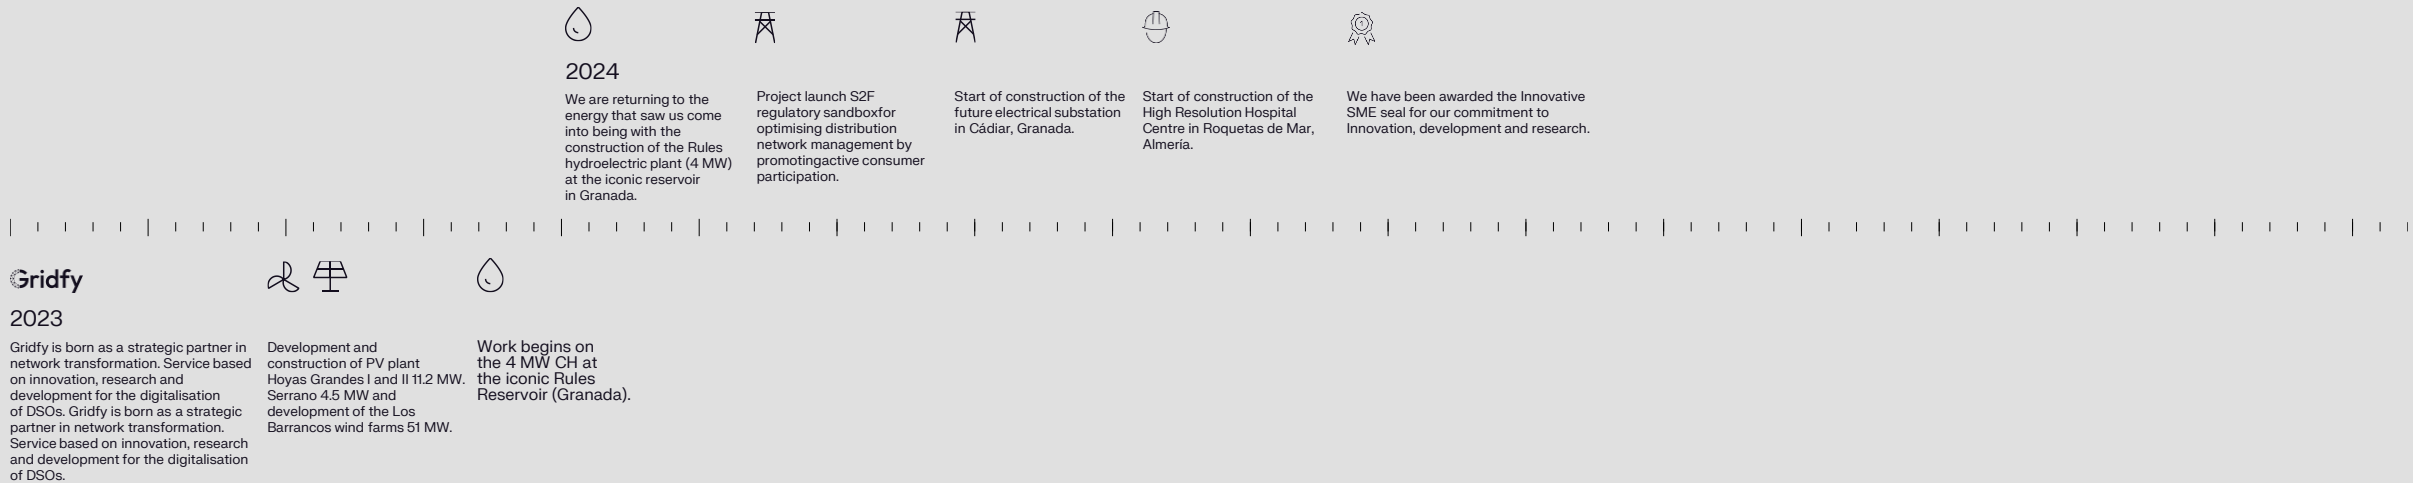 2024
We are returning to the
energy that saw us come
into being with the
construction of the Rules
hydroelectric plant (4 MW)
at the iconic reservoir
in Granada.
Project launch S2F
regulatory sandboxfor
optimising distribution
network management by
promotingactive consumer
participation.
Start of construction of the
future electrical substation
in Cádiar, Granada.
Start of construction of the
High Resolution Hospital
Centre in Roquetas de Mar,
Almería.
1
We have been awarded the Innovative
SME seal for our commitment to
Innovation, development and research.
Gridfy
2023
Gridfy is born as a strategic partner in
network transformation. Service based
on innovation, research and
development for the digitalisation
of DSOs. Gridfy is born as a strategic
partner in network transformation.
Service based on innovation, research
and development for the digitalisation
of DSOs.
Development and
construction of PV plant
Hoyas Grandes I and II 11.2 MW.
Serrano 4.5 MW and
development of the Los
Barrancos wind farms 51 MW.
Work begins on
the 4 MW CH at
the iconic Rules
Reservoir (Granada).